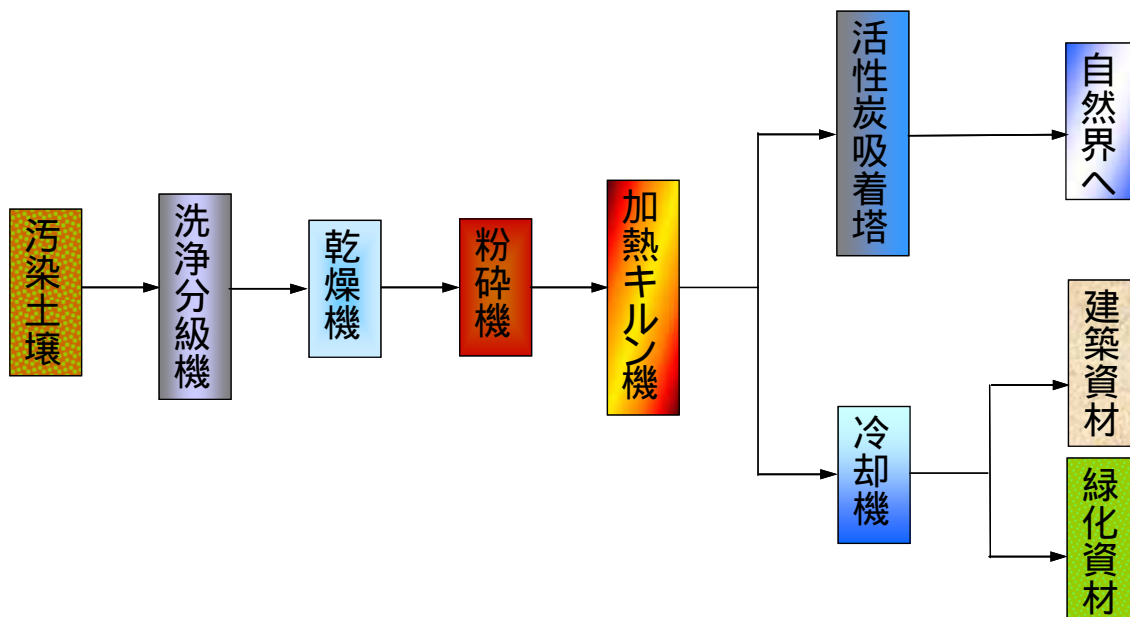 汚染土壌
洗浄分級機
乾燥機
粉砕機
加熱キルン機
活性炭吸着塔
自然界へ
冷却機
建築資材
緑化資材